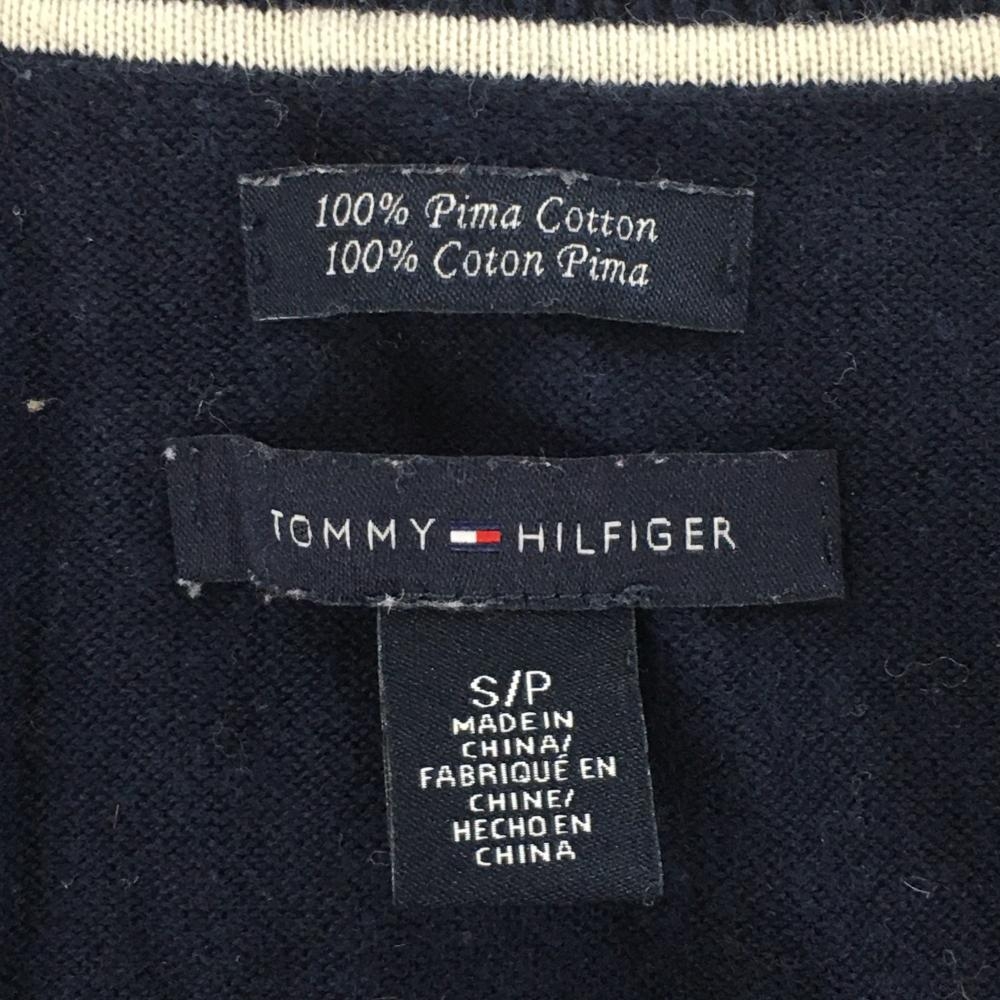 100% Pima Cotton
100% Coton Pima
TOMMY HILFIGER
S/P
MADE IN
CHINA/
FABRIQUÉ EN
CHINE/
HECHO EN
CHINA